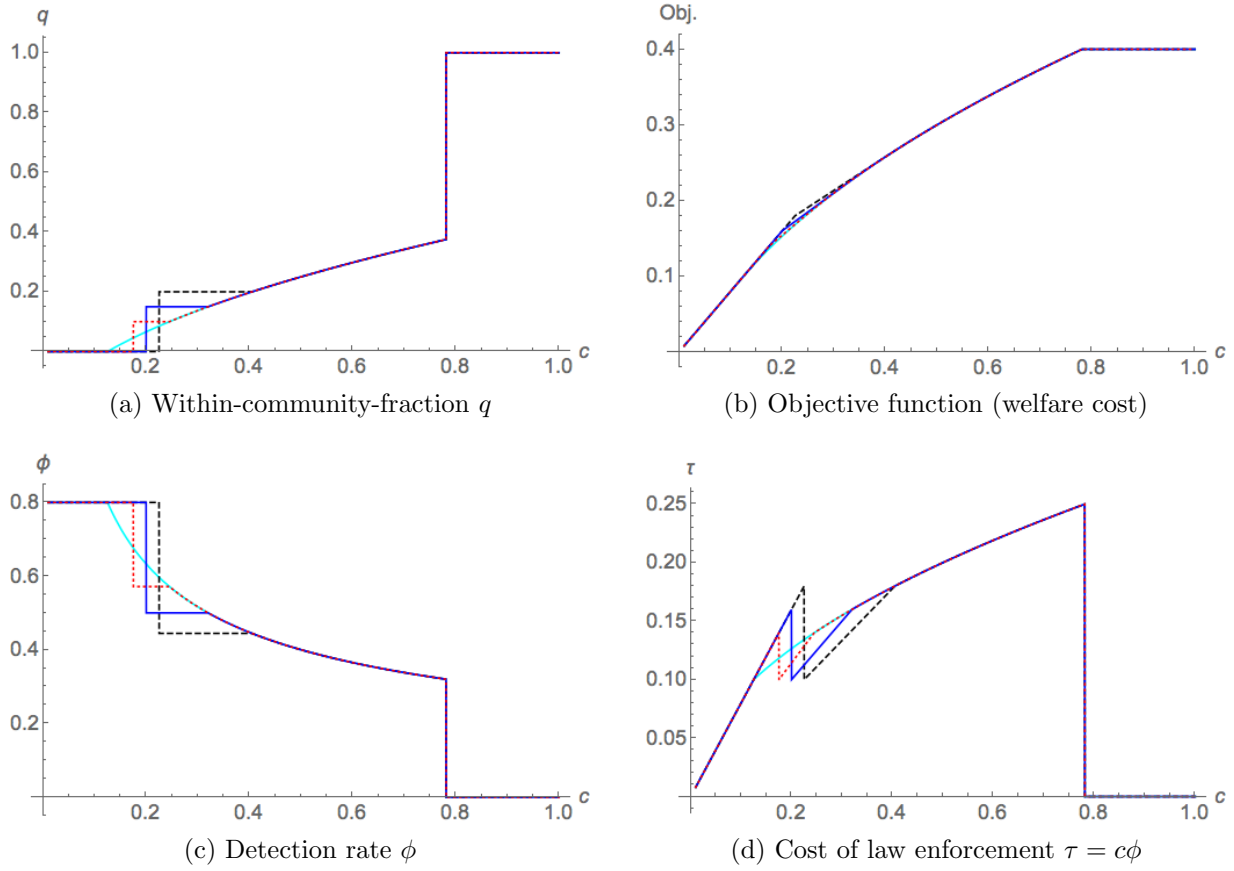 q
1.0
0.8
0.6
0.4
0.2
0.2 0.4 0.6 0.8 1.0 c
(a) Within-community-fraction q
Obj.
0.4
0.3
0.2
0.1
0.2 0.4 0.6 0.8 1.0 c
(b) Objective function (welfare cost)
ϕ
0.8
0.6
0.4
0.2
0.2 0.4 0.6 0.8 1.0 c
(c) Detection rate ϕ
τ
0.25
0.20
0.15
0.10
0.05
0.2 0.4 0.6 0.8 1.0 c
(d) Cost of law enforcement τ = cϕ